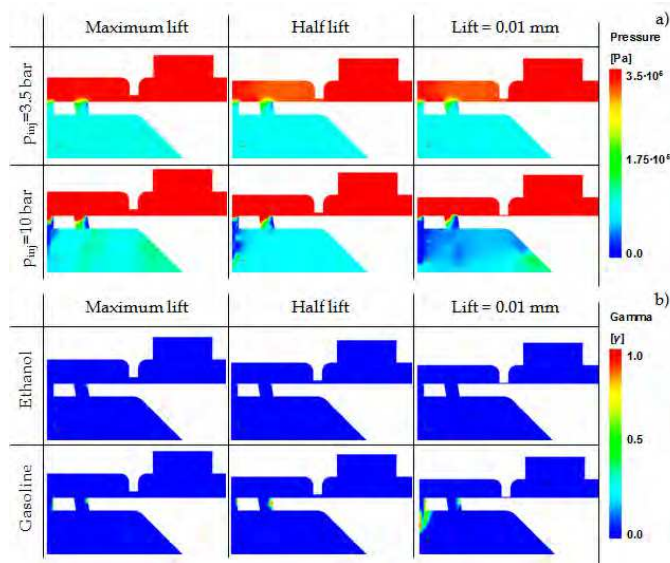 Maximum lift Half lift Lift = 0.01 mm a)
Pressure
[Pa]
3.5·10⁵
1.75·10⁵
0.0
p_inj=3.5 bar
p_inj=10 bar
Maximum lift Half lift Lift = 0.01 mm b)
Gamma
[γ]
1.0
0.5
0.0
Ethanol
Gasoline